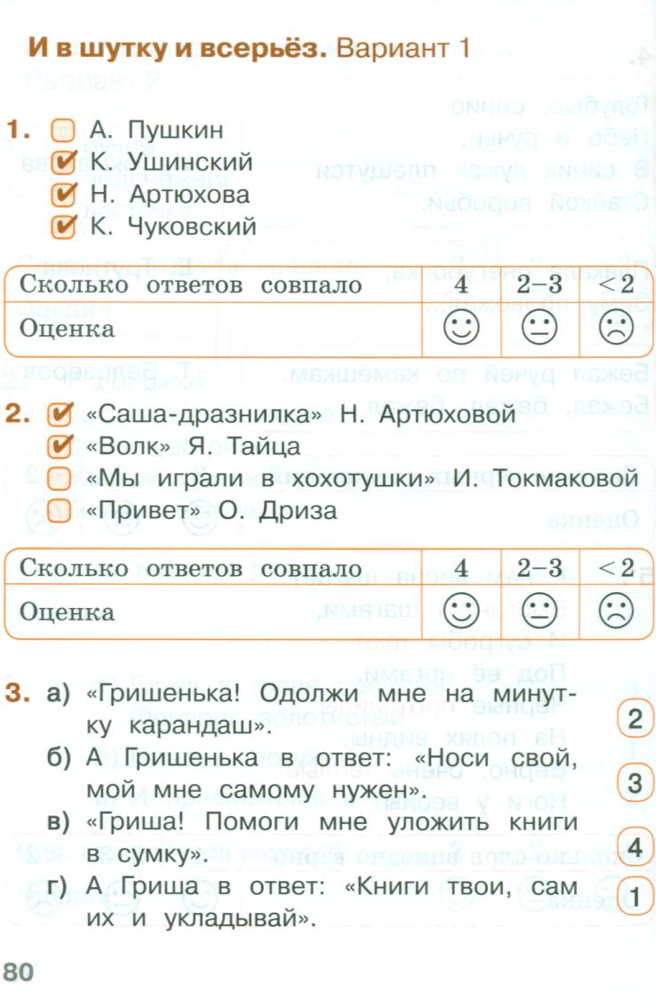 И в шутку и всерьёз. Вариант 1
1. А. Пушкин
К. Ушинский
Н. Артюхова
К. Чуковский
Сколько ответов совпало 4 2–3 <2
Оценка
2. «Саша-дразнилка» Н. Артюховой
«Волк» Я. Тайца
«Мы играли в хохотушки» И. Токмаковой
«Привет» О. Дриза
Сколько ответов совпало 4 2–3 <2
Оценка
3. а) «Гришенька! Одолжи мне на минут-
ку карандаш». 2
б) А Гришенька в ответ: «Носи свой,
мой мне самому нужен». 3
в) «Гриша! Помоги мне уложить книги
в сумку». 4
г) А Гриша в ответ: «Книги твои, сам
их и укладывай». 1
80